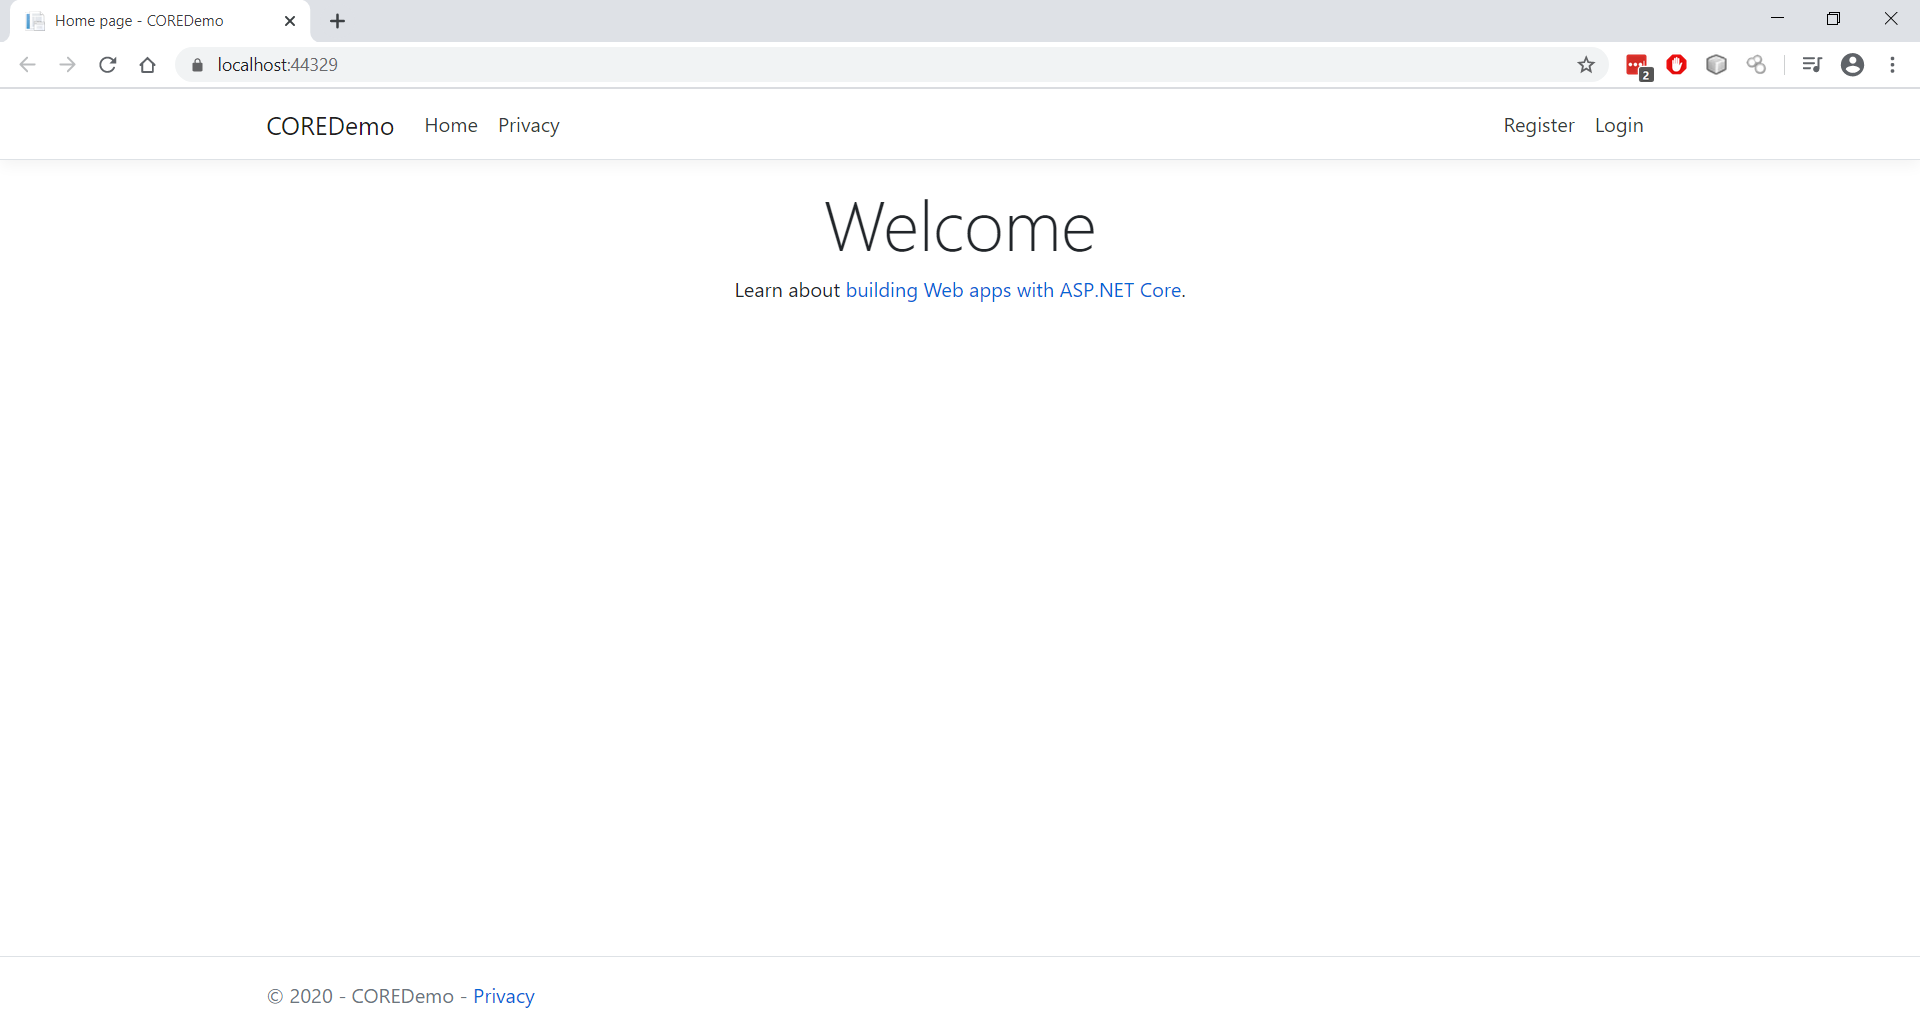 Home page - COREDemo
localhost:44329
2
COREDemo Home Privacy Register Login
Welcome
Learn about building Web apps with ASP.NET Core.
© 2020 - COREDemo - Privacy